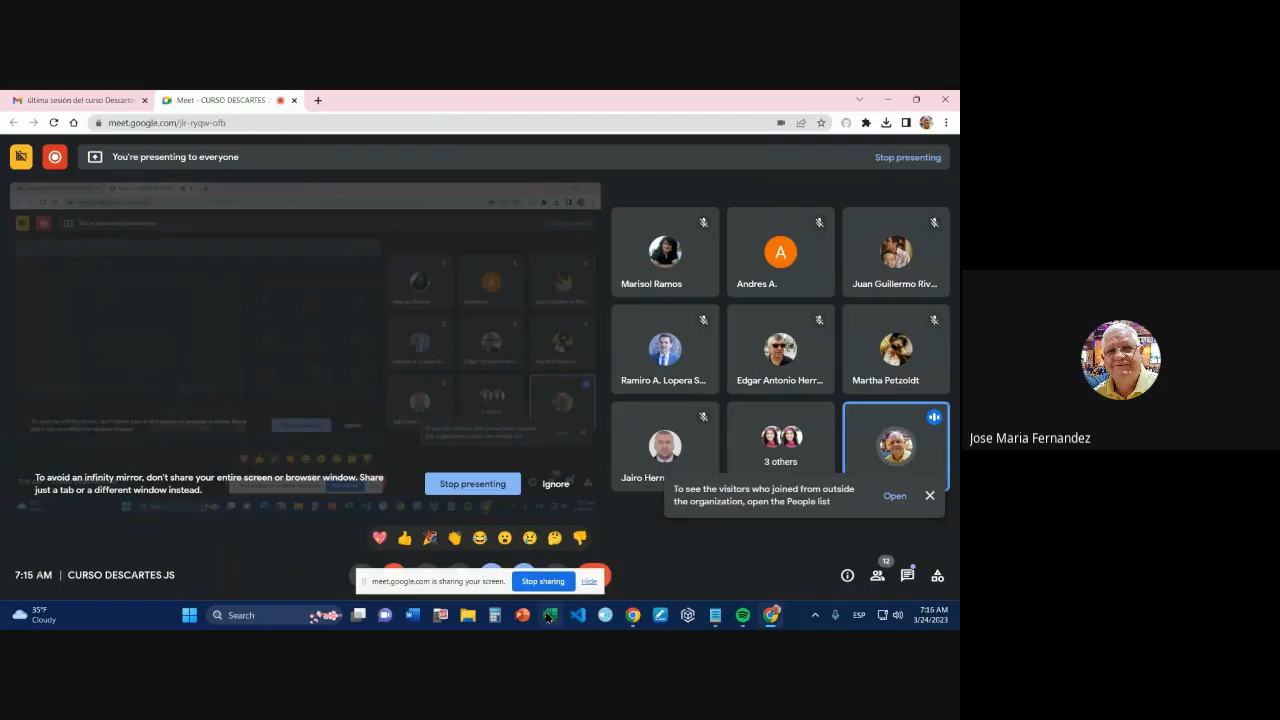 última sesión del curso Descarte
Meet - CURSO DESCARTES
meet.google.com/jir-ryqw-ofb
You're presenting to everyone
Stop presenting
Marisol Ramos
Andres A.
Juan Guillermo Riv...
Ramiro A. Lopera S...
Edgar Antonio Herr...
Martha Petzoldt
Jairo Hern
3 others
To avoid an infinity mirror, don't share your entire screen or browser window. Share
just a tab or a different window instead.
Stop presenting
Ignore
To see the visitors who joined from outside
the organization, open the People list
Open
7:15 AM | CURSO DESCARTES JS
12
meet.google.com is sharing your screen.
Stop sharing
Hide
35°F
Cloudy
Search
ESP
7:16 AM
3/24/2023
Jose Maria Fernandez
A